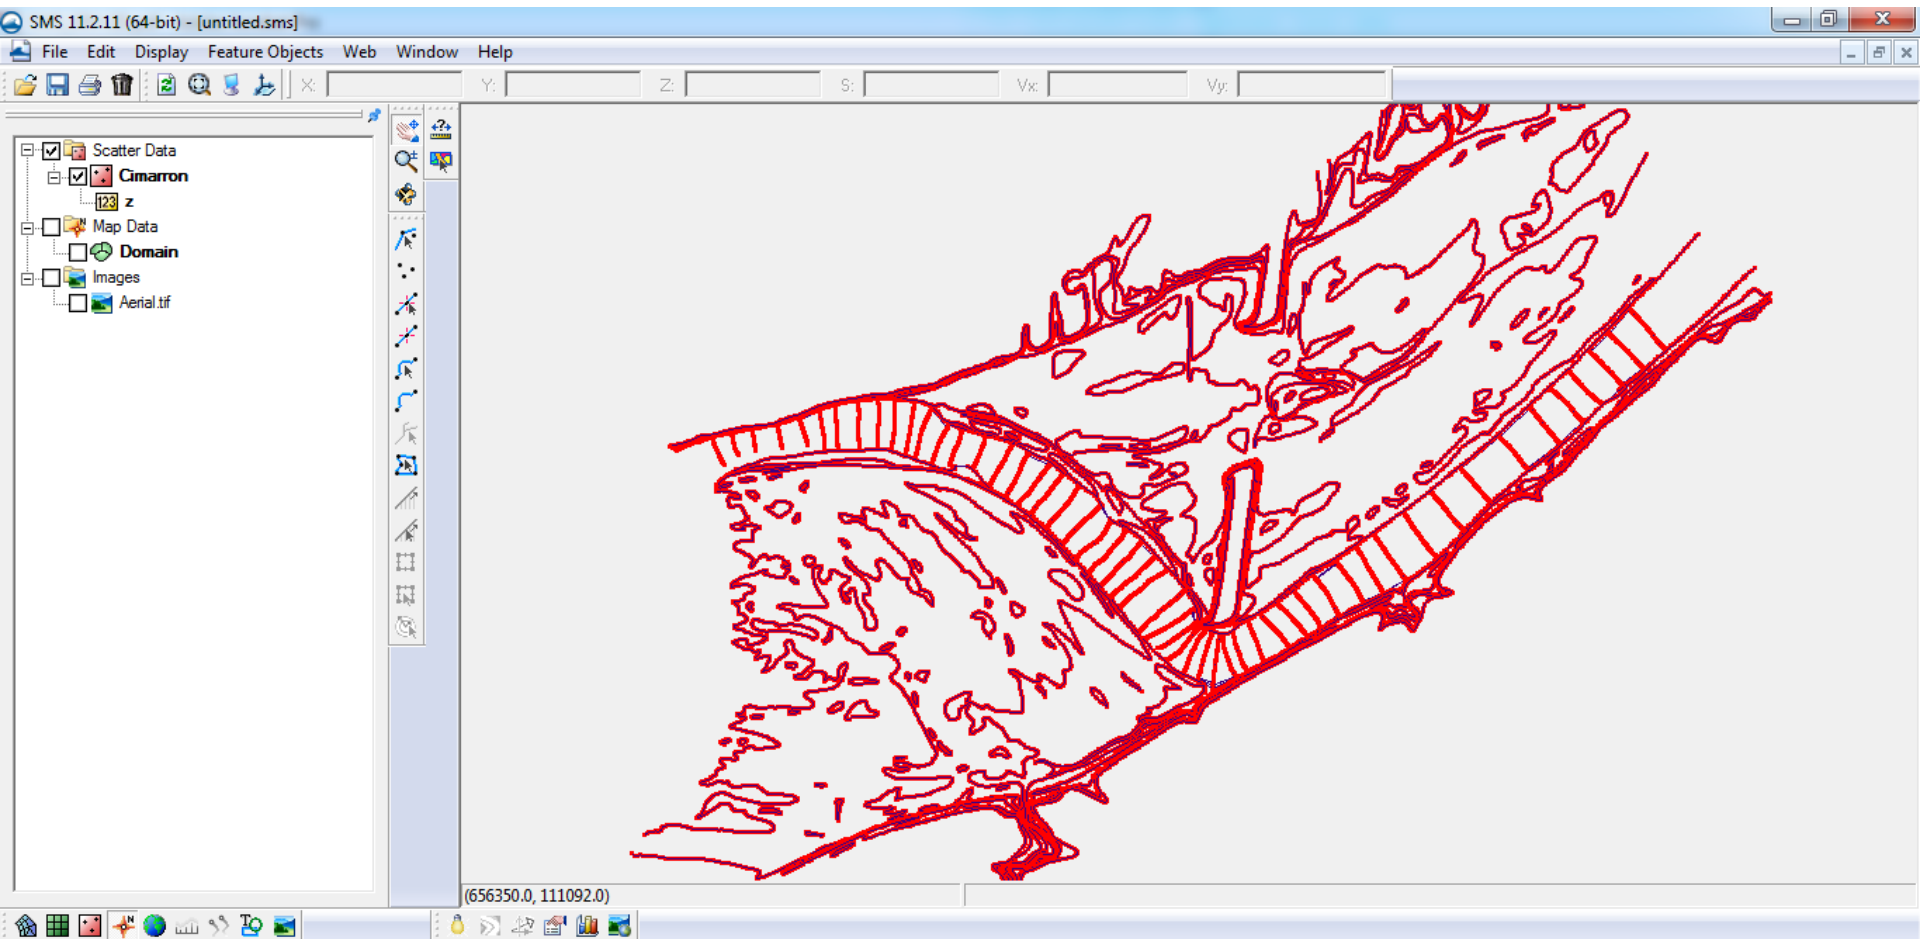 SMS 11.2.11 (64-bit) - [untitled.sms]
File Edit Display Feature Objects Web Window Help
X: Y: Z: S: Vx: Vy:
Scatter Data
Cimarron
123 z
Map Data
Domain
Images
Aerial.tif
(656350.0, 111092.0)